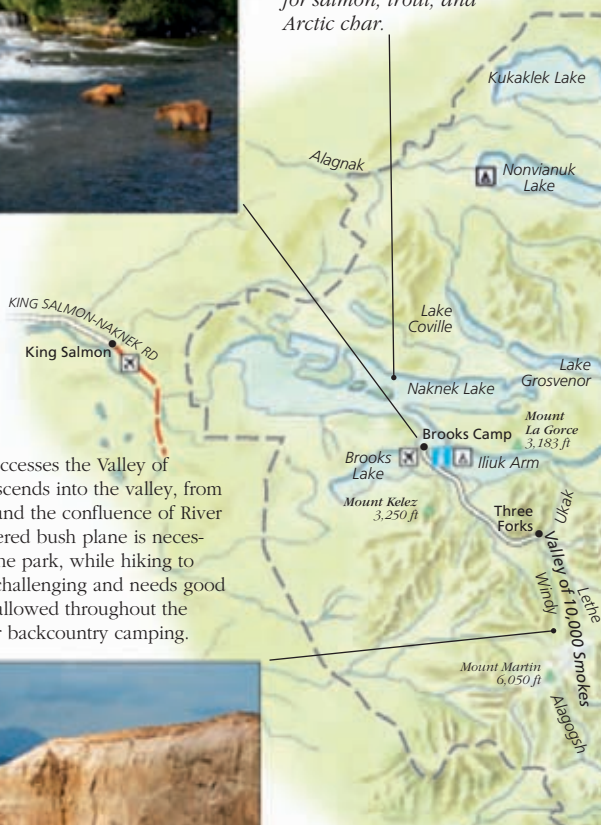 for salmon, trout, and
Arctic char.
Kukaklek Lake
Alagnak
Nonvianuk
Lake
KING SALMON-NAKNEK RD
King Salmon
Lake
Coville
Lake
Grosvenor
Naknek Lake
Mount
La Gorce
3,183 ft
Brooks Camp
Brooks
Lake
Iliuk Arm
Mount Kelez
3,250 ft
Three
Forks
Ukak
Valley of 10,000 Smokes
Windy
Lethe
Mount Martin
6,050 ft
Alagogsh
ccesses the Valley of
scends into the valley, from
and the confluence of River
ered bush plane is neces-
he park, while hiking to
challenging and needs good
allowed throughout the
r backcountry camping.